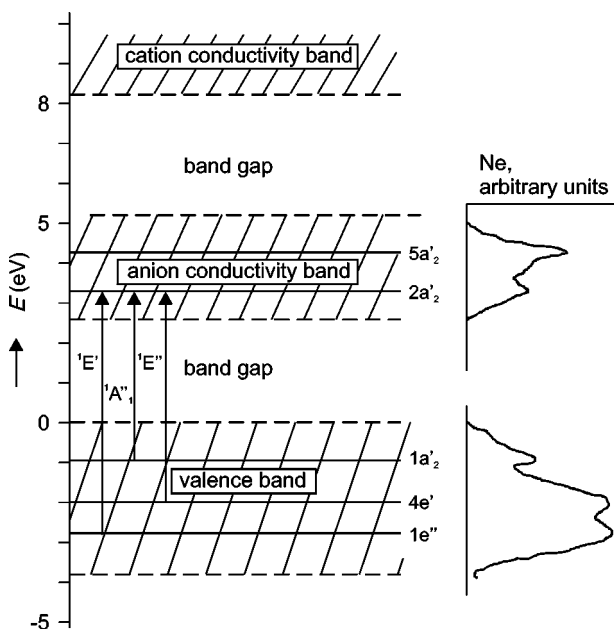 cation conductivity band
8
band gap
Ne,
arbitrary units
5
5a'₂
anion conductivity band
2a'₂
E (eV)
¹E'
¹A''₁
¹E''
band gap
0
1a'₂
valence band
4e'
1e''
-5